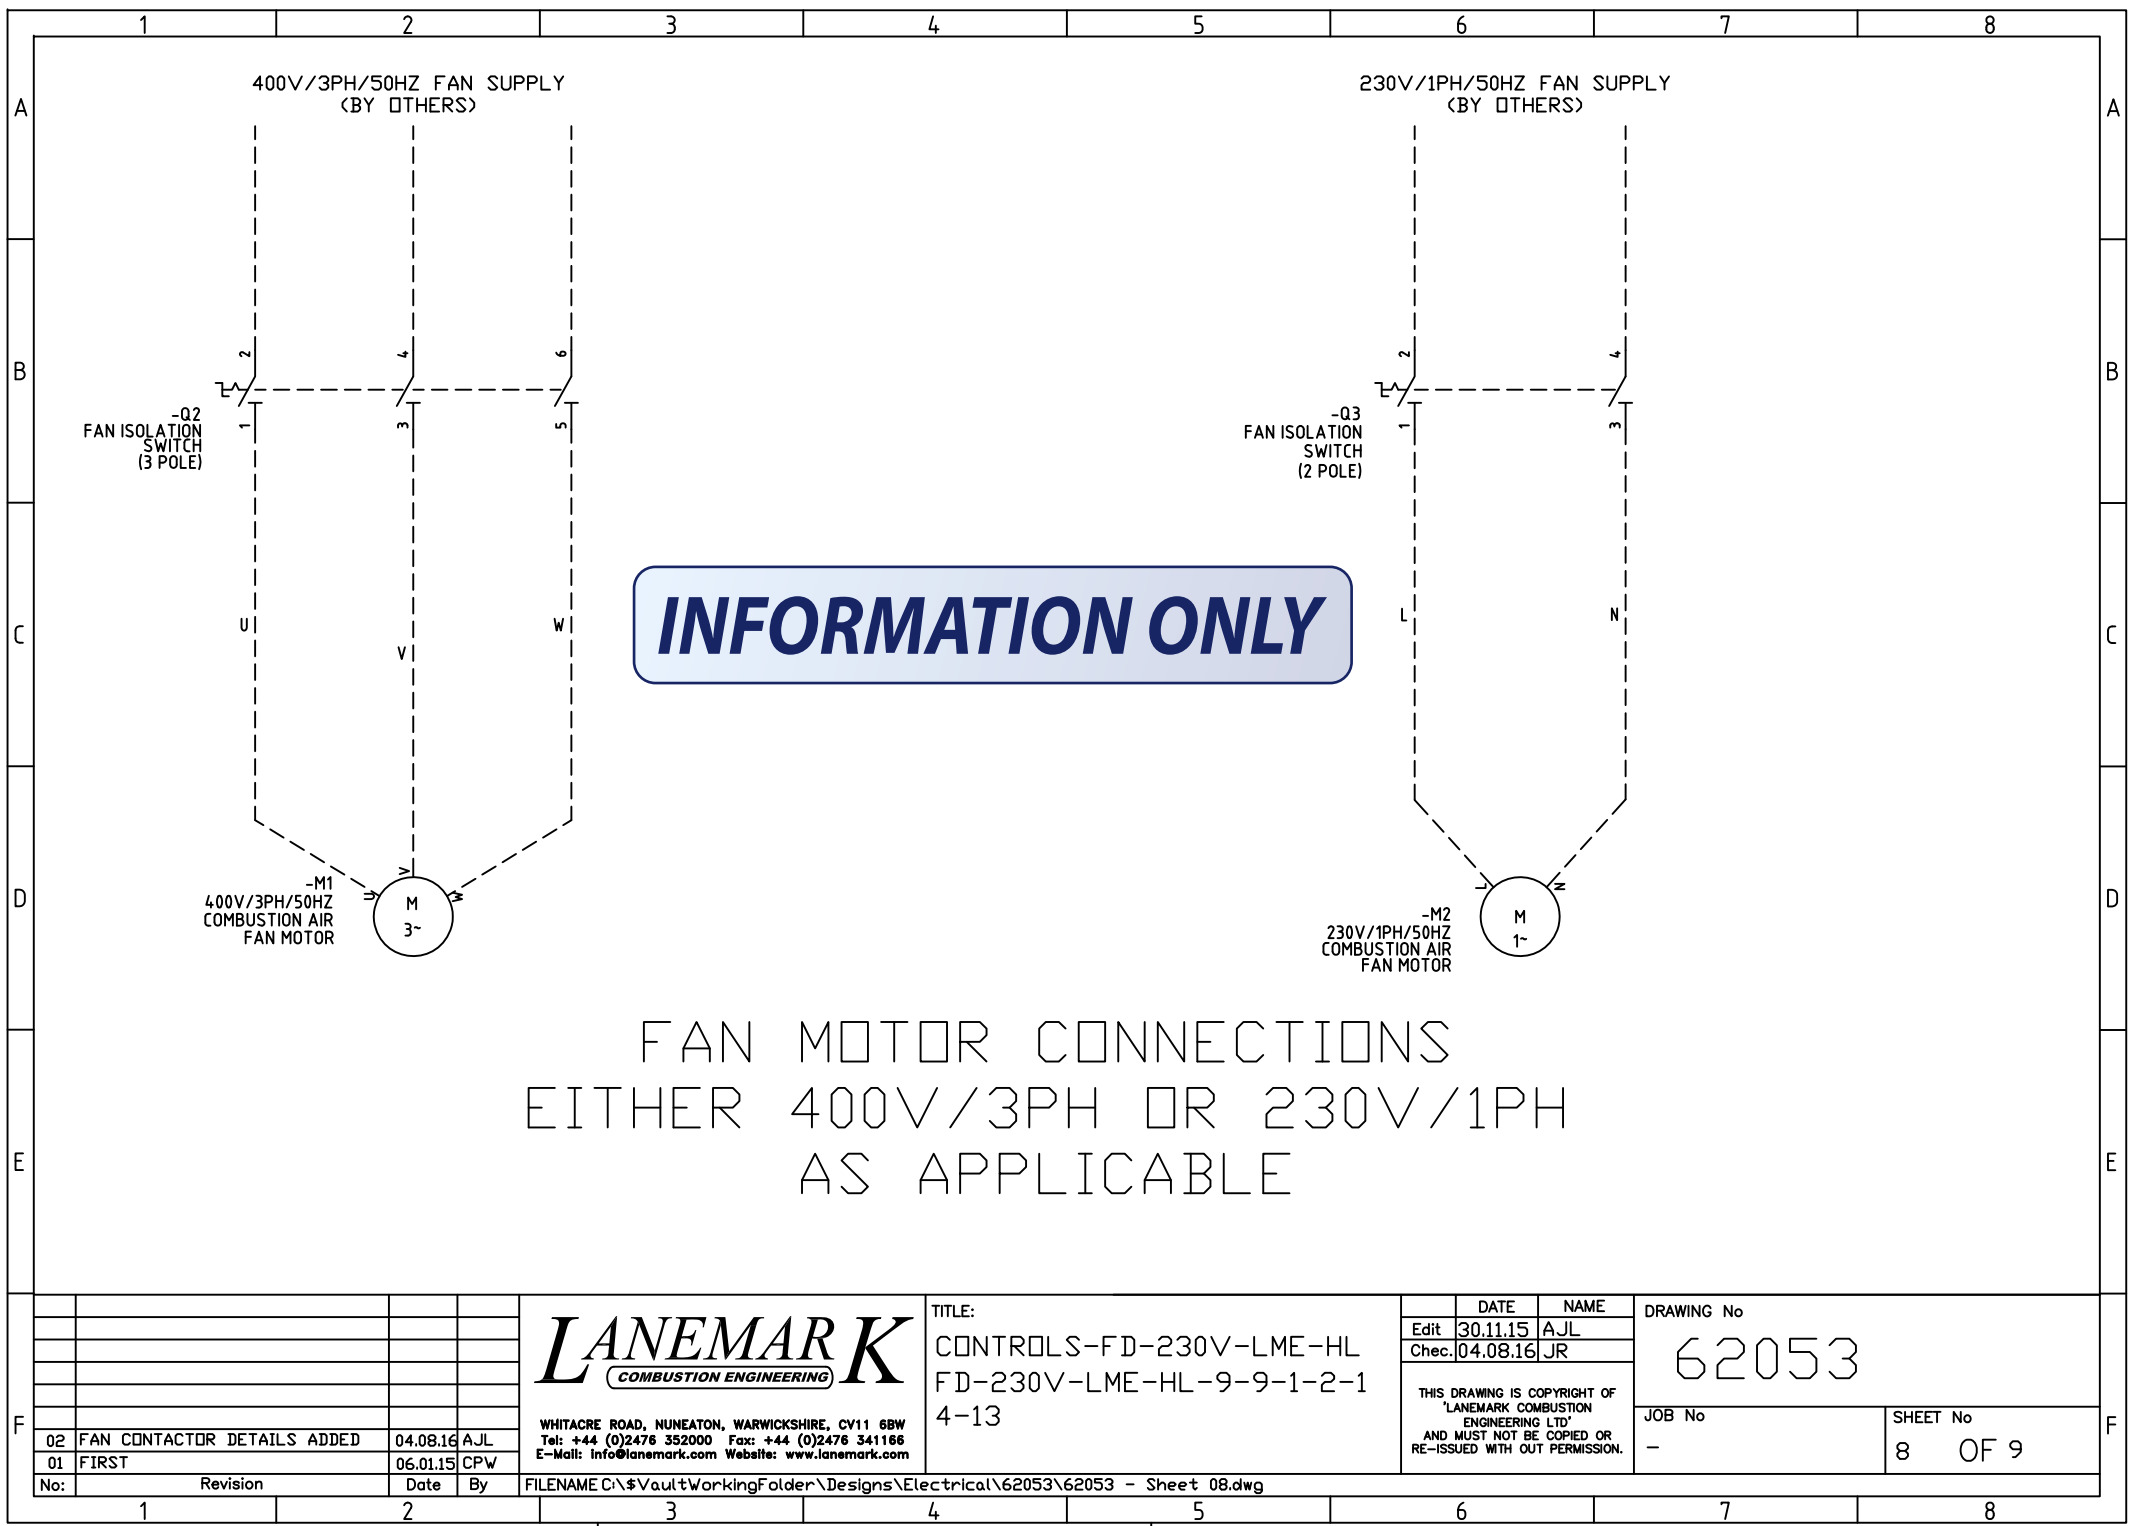 1 2 3 4 5 6 7 8
A A
400V/3PH/50HZ FAN SUPPLY
(BY OTHERS)
230V/1PH/50HZ FAN SUPPLY
(BY OTHERS)
B B
2 4 6
-Q2
FAN ISOLATION
SWITCH
(3 POLE)
1 3 5
2 4
-Q3
FAN ISOLATION
SWITCH
(2 POLE)
1 3
C C
U V W
INFORMATION ONLY
L N
D D
-M1
400V/3PH/50HZ
COMBUSTION AIR
FAN MOTOR
U V W
M
3~
-M2
230V/1PH/50HZ
COMBUSTION AIR
FAN MOTOR
L N
M
1~
FAN MOTOR CONNECTIONS
EITHER 400V/3PH OR 230V/1PH
AS APPLICABLE
E E
F F
02 FAN CONTACTOR DETAILS ADDED 04.08.16 AJL
01 FIRST 06.01.15 CPW
No: Revision Date By
LANEMARK
COMBUSTION ENGINEERING
WHITACRE ROAD, NUNEATON, WARWICKSHIRE, CV11 6BW
Tel: +44 (0)2476 352000 Fax: +44 (0)2476 341166
E-Mail: info@lanemark.com Website: www.lanemark.com
TITLE:
CONTROLS-FD-230V-LME-HL
FD-230V-LME-HL-9-9-1-2-1
4-13
DATE NAME
Edit 30.11.15 AJL
Chec. 04.08.16 JR
THIS DRAWING IS COPYRIGHT OF
'LANEMARK COMBUSTION
ENGINEERING LTD'
AND MUST NOT BE COPIED OR
RE-ISSUED WITH OUT PERMISSION.
DRAWING No
62053
JOB No
-
SHEET No
8 OF 9
FILENAME C:\$VaultWorkingFolder\Designs\Electrical\62053\62053 - Sheet 08.dwg
1 2 3 4 5 6 7 8